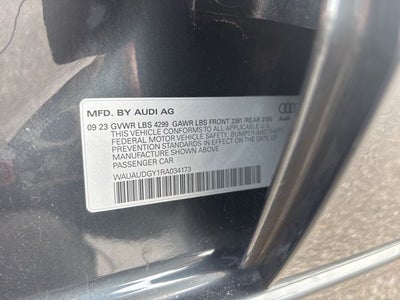 MFD. BY AUDI AG
Audi
09 23 GVWR LBS 4299 GAWR LBS FRONT 2381 /REAR 2106
THIS VEHICLE CONFORMS TO ALL APPLICABLE U.S.
FEDERAL MOTOR VEHICLE SAFETY, BUMPER AND THEFT
PREVENTION STANDARDS IN EFFECT ON THE DATE OF
MANUFACTURE SHOWN ABOVE
PASSENGER CAR
WAUAUDGY1RA034173